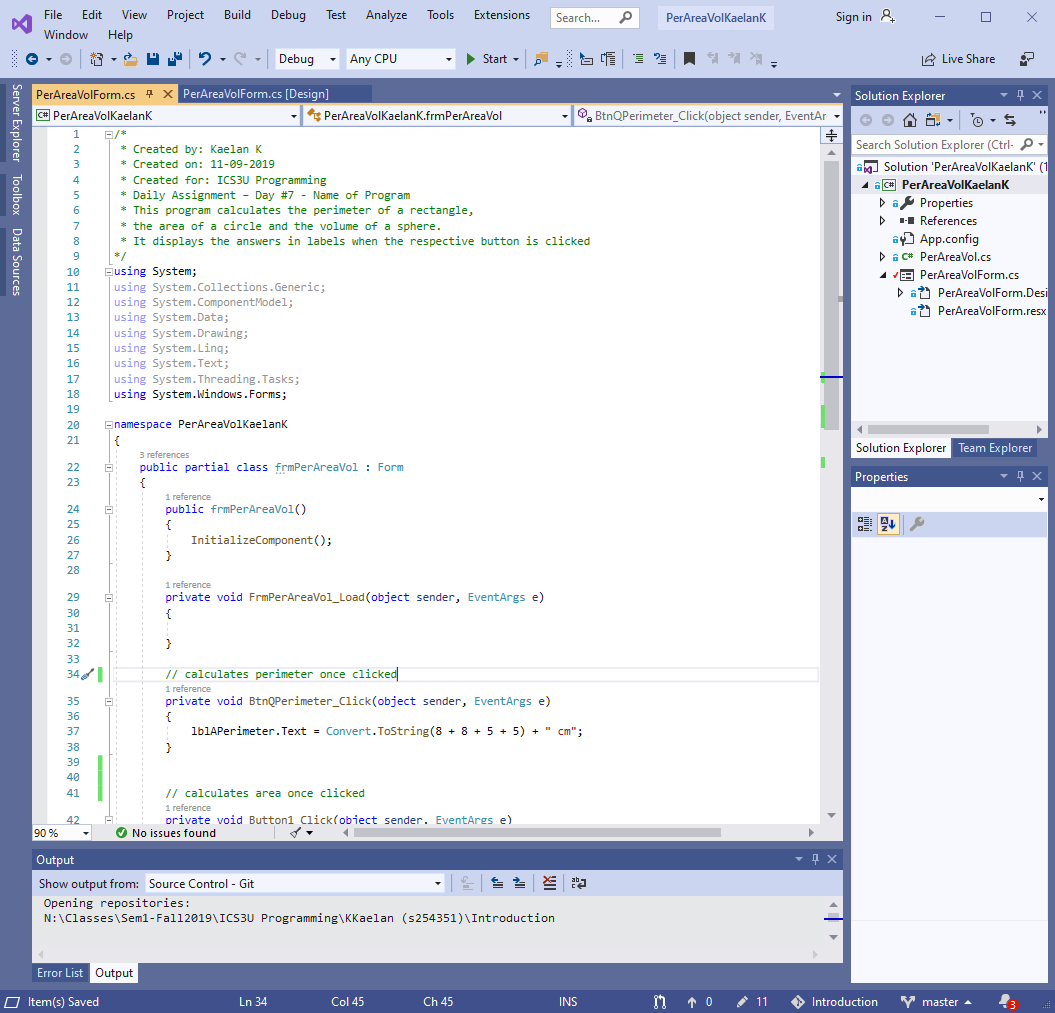 File Edit View Project Build Debug Test Analyze Tools Extensions Search... PerAreaVolKaelanK Sign in
Window Help
Debug Any CPU Start Live Share
Server Explorer
Toolbox
Data Sources
PerAreaVolForm.cs PerAreaVolForm.cs [Design]
C# PerAreaVolKaelanK PerAreaVolKaelanK.frmPerAreaVol BtnQPerimeter_Click(object sender, EventAr
1 /*
2 * Created by: Kaelan K
3 * Created on: 11-09-2019
4 * Created for: ICS3U Programming
5 * Daily Assignment – Day #7 - Name of Program
6 * This program calculates the perimeter of a rectangle,
7 * the area of a circle and the volume of a sphere.
8 * It displays the answers in labels when the respective button is clicked
9 */
10 using System;
11 using System.Collections.Generic;
12 using System.ComponentModel;
13 using System.Data;
14 using System.Drawing;
15 using System.Linq;
16 using System.Text;
17 using System.Threading.Tasks;
18 using System.Windows.Forms;
19
20 namespace PerAreaVolKaelanK
21 {
3 references
22 public partial class frmPerAreaVol : Form
23 {
1 reference
24 public frmPerAreaVol()
25 {
26 InitializeComponent();
27 }
28
1 reference
29 private void FrmPerAreaVol_Load(object sender, EventArgs e)
30 {
31
32 }
33
34 // calculates perimeter once clicked
1 reference
35 private void BtnQPerimeter_Click(object sender, EventArgs e)
36 {
37 lblAPerimeter.Text = Convert.ToString(8 + 8 + 5 + 5) + " cm";
38 }
39
40
41 // calculates area once clicked
1 reference
42 private void Button1_Click(object sender, EventArgs e)
90 % No issues found
Output
Show output from: Source Control - Git
Opening repositories:
N:\Classes\Sem1-Fall2019\ICS3U Programming\KKaelan (s254351)\Introduction
Error List Output
Solution Explorer
Search Solution Explorer (Ctrl-
Solution 'PerAreaVolKaelanK' (1
C# PerAreaVolKaelanK
Properties
References
App.config
C# PerAreaVol.cs
PerAreaVolForm.cs
PerAreaVolForm.Desi
PerAreaVolForm.resx
Solution Explorer Team Explorer
Properties
Item(s) Saved Ln 34 Col 45 Ch 45 INS 0 11 Introduction master 3